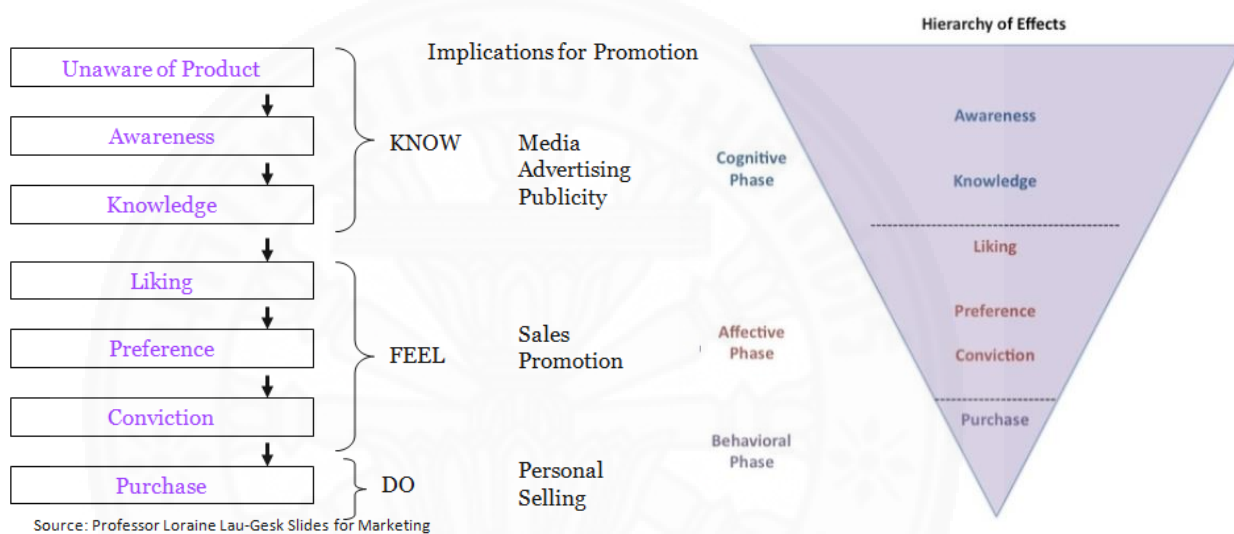 Hierarchy of Effects
Implications for Promotion
Unaware of Product
Awareness
Knowledge
KNOW
Media
Advertising
Publicity
Liking
Preference
Conviction
FEEL
Sales
Promotion
Purchase
DO
Personal
Selling
Source: Professor Loraine Lau-Gesk Slides for Marketing
Cognitive
Phase
Affective
Phase
Behavioral
Phase
Awareness
Knowledge
Liking
Preference
Conviction
Purchase